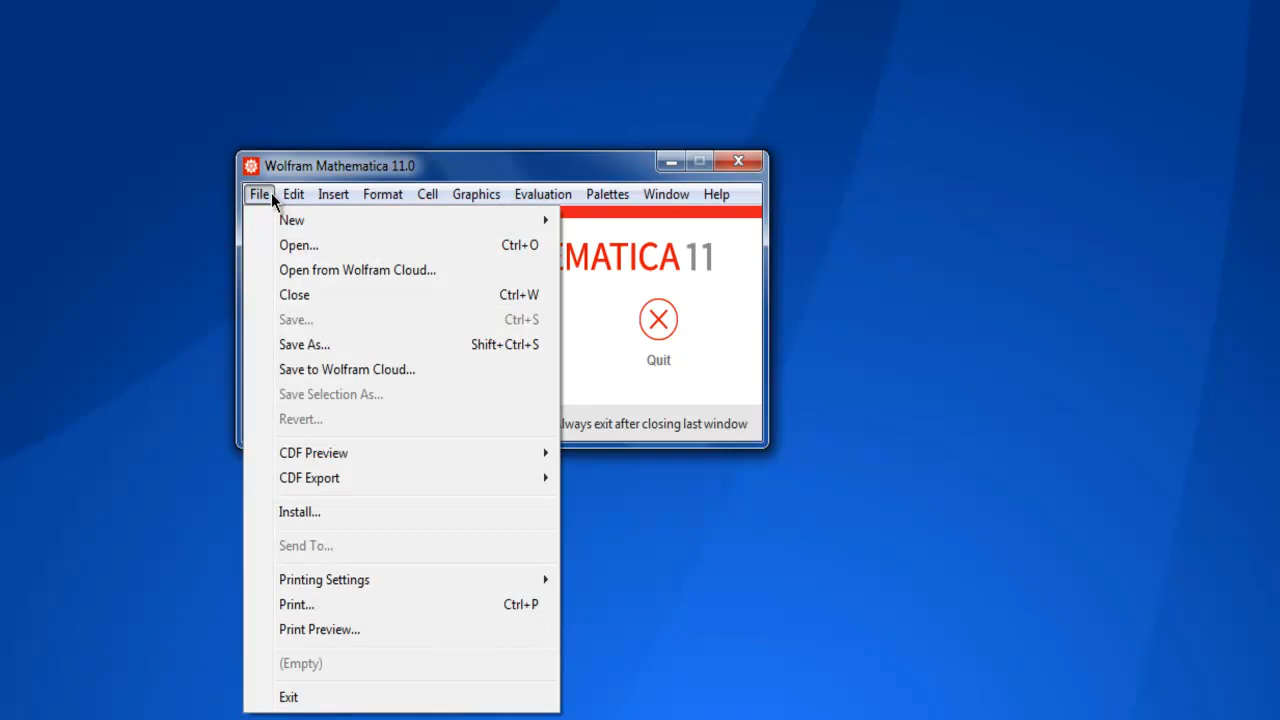 Wolfram Mathematica 11.0
File Edit Insert Format Cell Graphics Evaluation Palettes Window Help
New
Open... Ctrl+O
Open from Wolfram Cloud...
Close Ctrl+W
Save... Ctrl+S
Save As... Shift+Ctrl+S
Save to Wolfram Cloud...
Save Selection As...
Revert...
CDF Preview
CDF Export
Install...
Send To...
Printing Settings
Print... Ctrl+P
Print Preview...
(Empty)
Exit
EMATICA 11
Quit
lways exit after closing last window